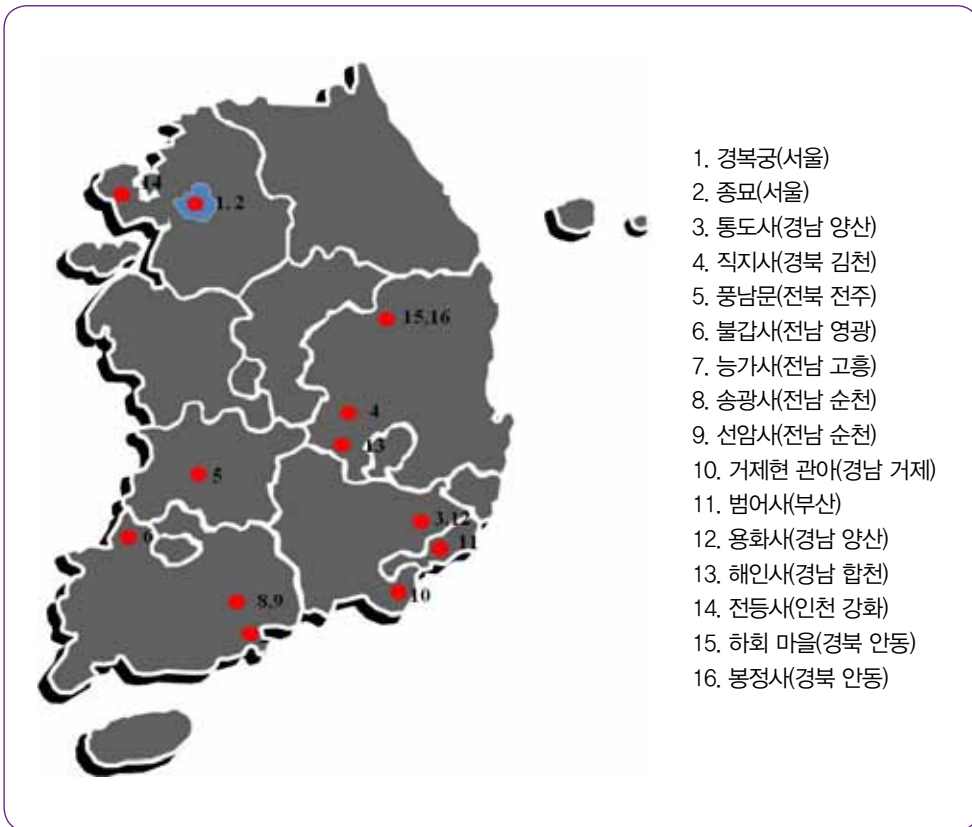 14
1, 2
15,16
4
13
5
3,12
6
11
10
8,9
1. 경복궁(서울)
2. 종묘(서울)
3. 통도사(경남 양산)
4. 직지사(경북 김천)
5. 풍남문(전북 전주)
6. 불갑사(전남 영광)
7. 능가사(전남 고흥)
8. 송광사(전남 순천)
9. 선암사(전남 순천)
10. 거제현 관아(경남 거제)
11. 범어사(부산)
12. 용화사(경남 양산)
13. 해인사(경남 합천)
14. 전등사(인천 강화)
15. 하회 마을(경북 안동)
16. 봉정사(경북 안동)